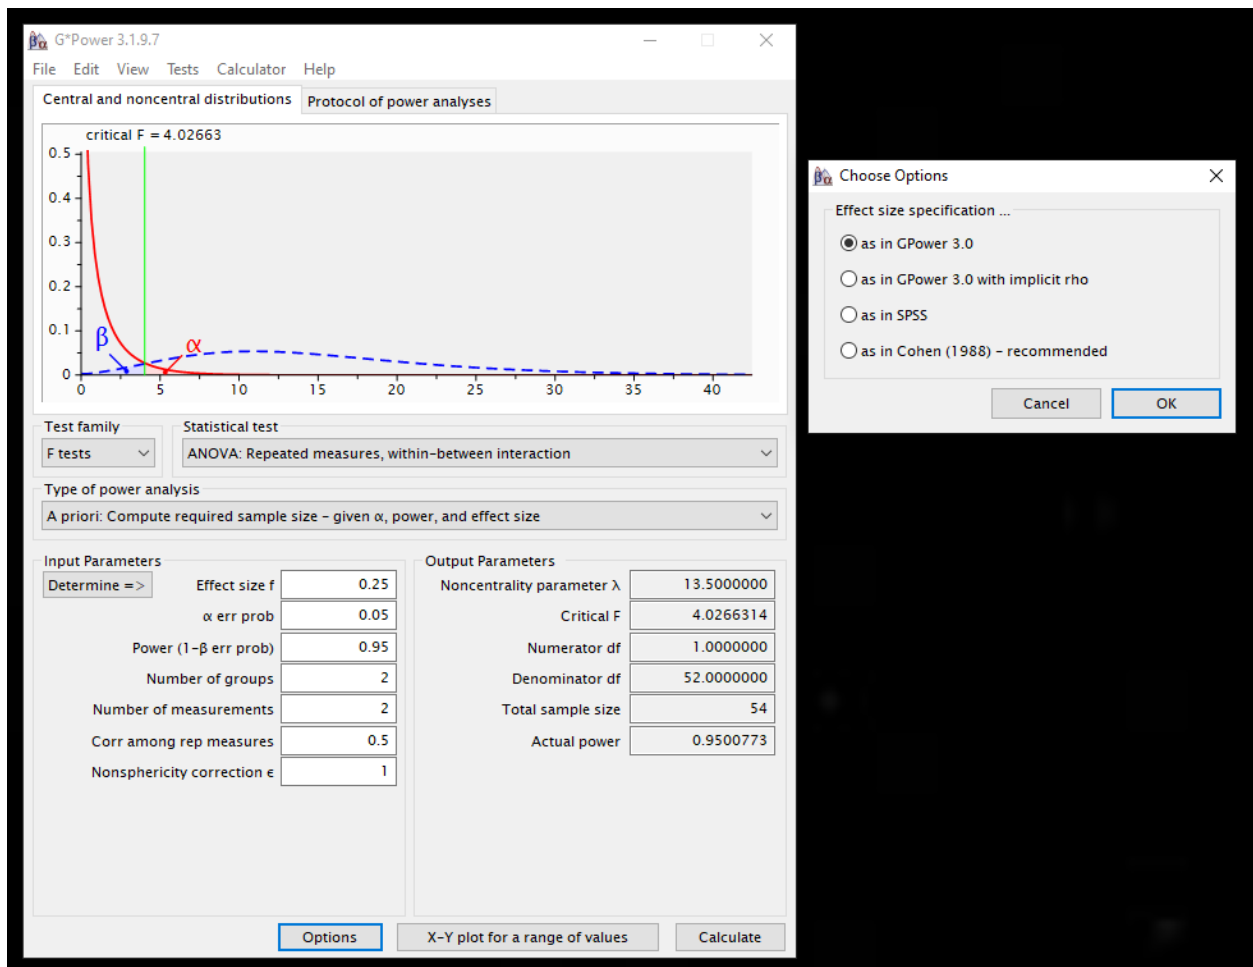 G*Power 3.1.9.7
File Edit View Tests Calculator Help
Central and noncentral distributions Protocol of power analyses
critical F = 4.02663
0.5
0.4
0.3
0.2
0.1
0
β
α
0 5 10 15 20 25 30 35 40
Test family Statistical test
F tests ANOVA: Repeated measures, within-between interaction
Type of power analysis
A priori: Compute required sample size – given α, power, and effect size
Input Parameters Output Parameters
Determine => Effect size f 0.25 Noncentrality parameter λ 13.5000000
α err prob 0.05 Critical F 4.0266314
Power (1-β err prob) 0.95 Numerator df 1.0000000
Number of groups 2 Denominator df 52.0000000
Number of measurements 2 Total sample size 54
Corr among rep measures 0.5 Actual power 0.9500773
Nonsphericity correction ϵ 1
Options X-Y plot for a range of values Calculate
βα Choose Options
Effect size specification ...
as in GPower 3.0
as in GPower 3.0 with implicit rho
as in SPSS
as in Cohen (1988) – recommended
Cancel OK